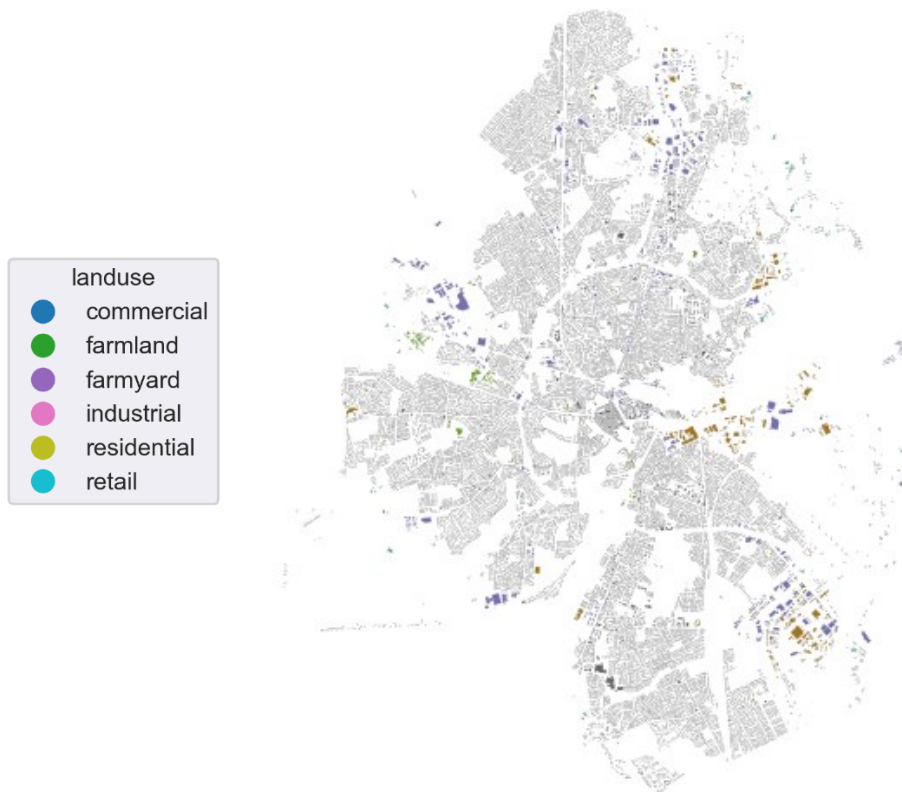 landuse
commercial
farmland
farmyard
industrial
residential
retail